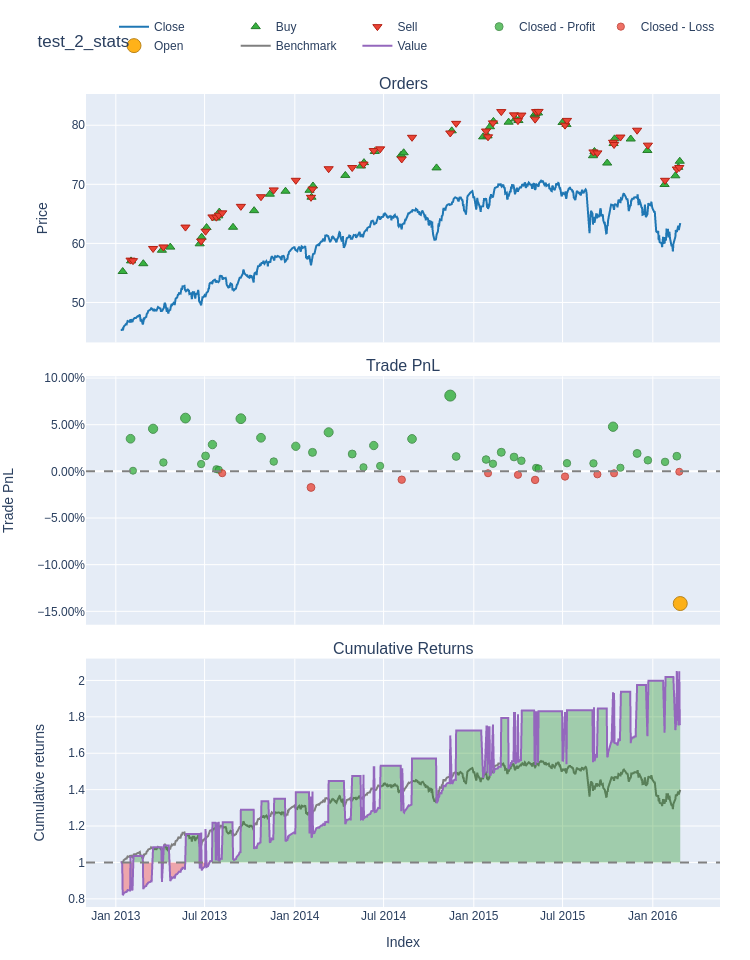 test_2_stats
Close
Buy
Sell
Closed - Profit
Closed - Loss
Open
Benchmark
Value
Orders
80
70
60
50
Price
Trade PnL
10.00%
5.00%
0.00%
−5.00%
−10.00%
−15.00%
Trade PnL
Cumulative Returns
2
1.8
1.6
1.4
1.2
1
0.8
Cumulative returns
Jan 2013
Jul 2013
Jan 2014
Jul 2014
Jan 2015
Jul 2015
Jan 2016
Index